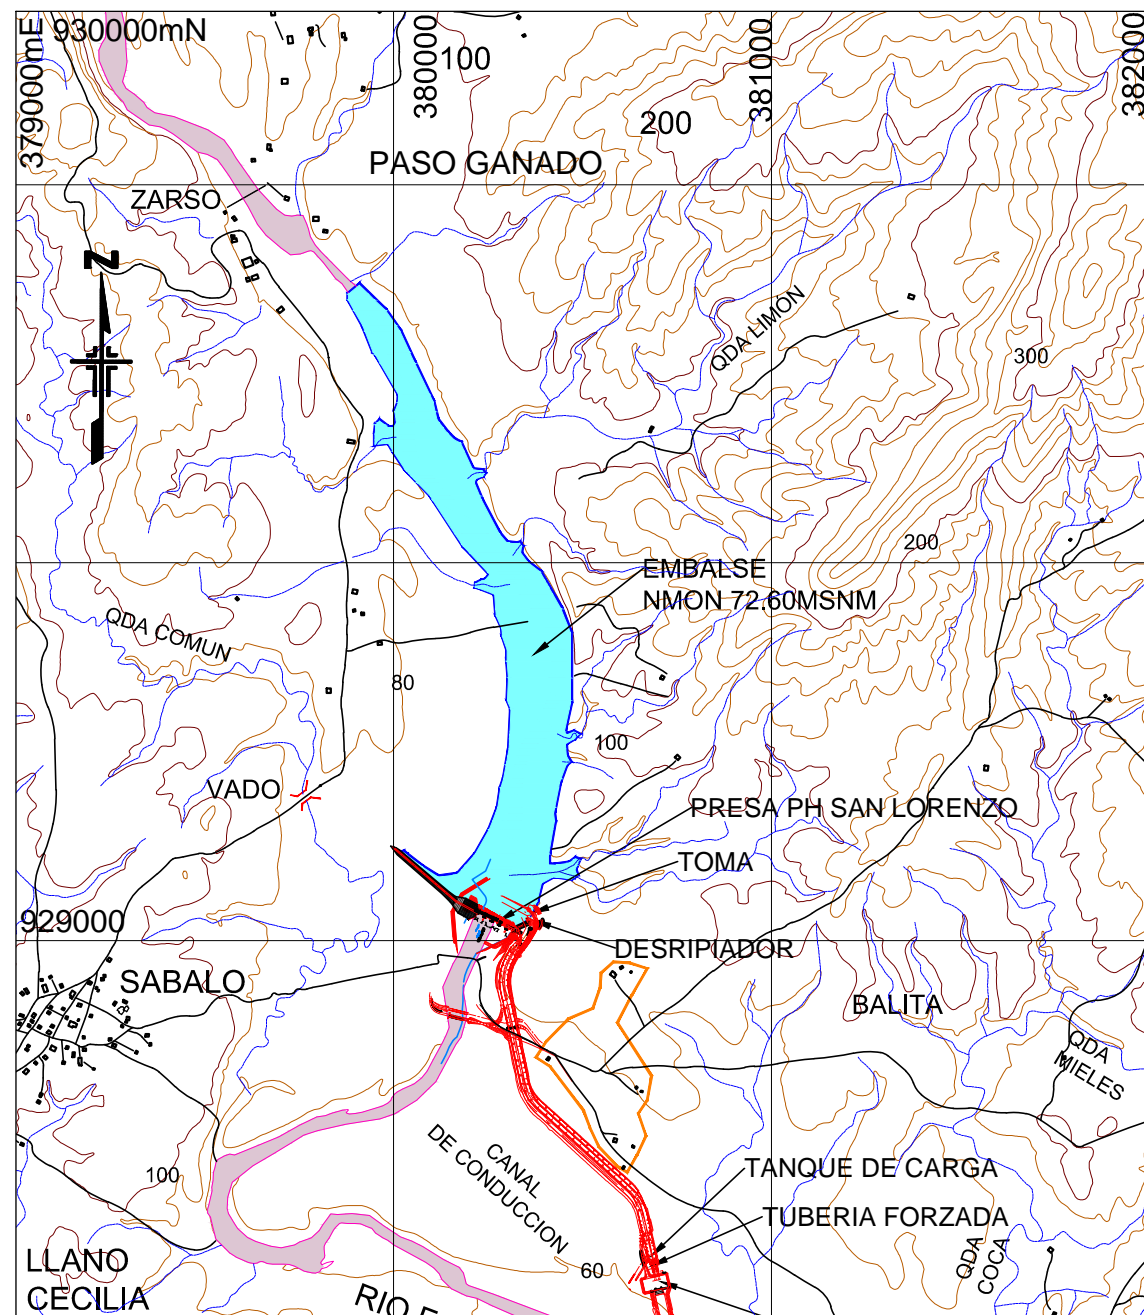 930000mN
37900mE
380000
100
381000
382000
200
PASO GANADO
ZARSO
N
QDA LIMÓN
300
200
EMBALSE
NMON 72.60MSNM
QDA COMUN
80
100
VADO
PRESA PH SAN LORENZO
TOMA
929000
DESRIPIADOR
SABALO
BALITA
QDA
MIELES
CANAL
DE CONDUCCION
TANQUE DE CARGA
100
TUBERIA FORZADA
QDA
COCA
LLANO
CECILIA
60
RIO